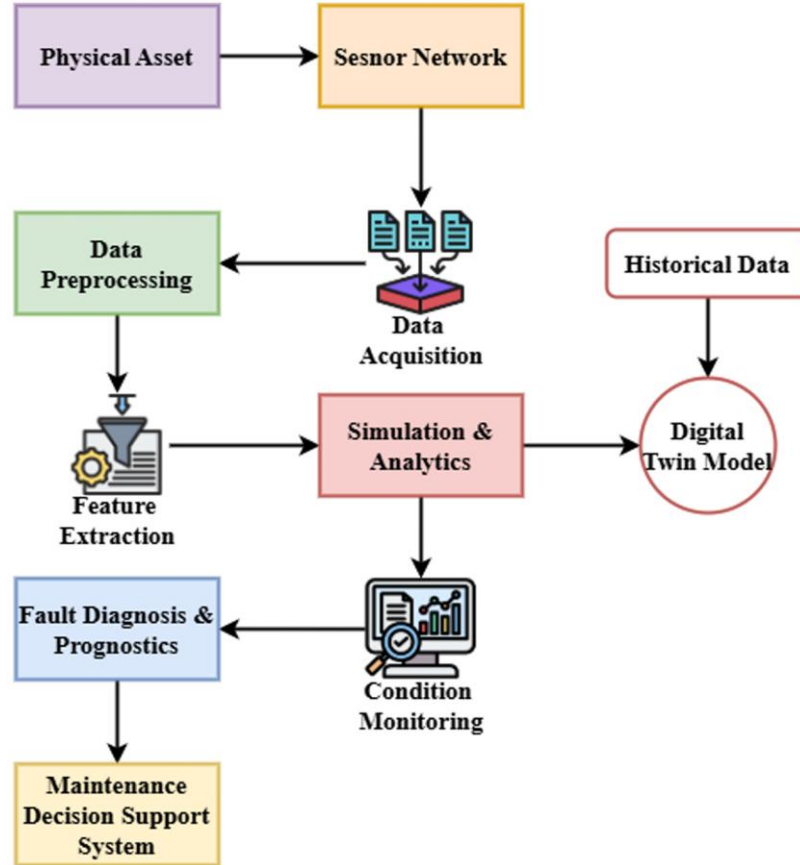 Physical Asset
Sesnor Network
Data
Preprocessing
Data
Acquisition
Historical Data
Feature
Extraction
Simulation &
Analytics
Digital
Twin Model
Fault Diagnosis &
Prognostics
Condition
Monitoring
Maintenance
Decision Support
System